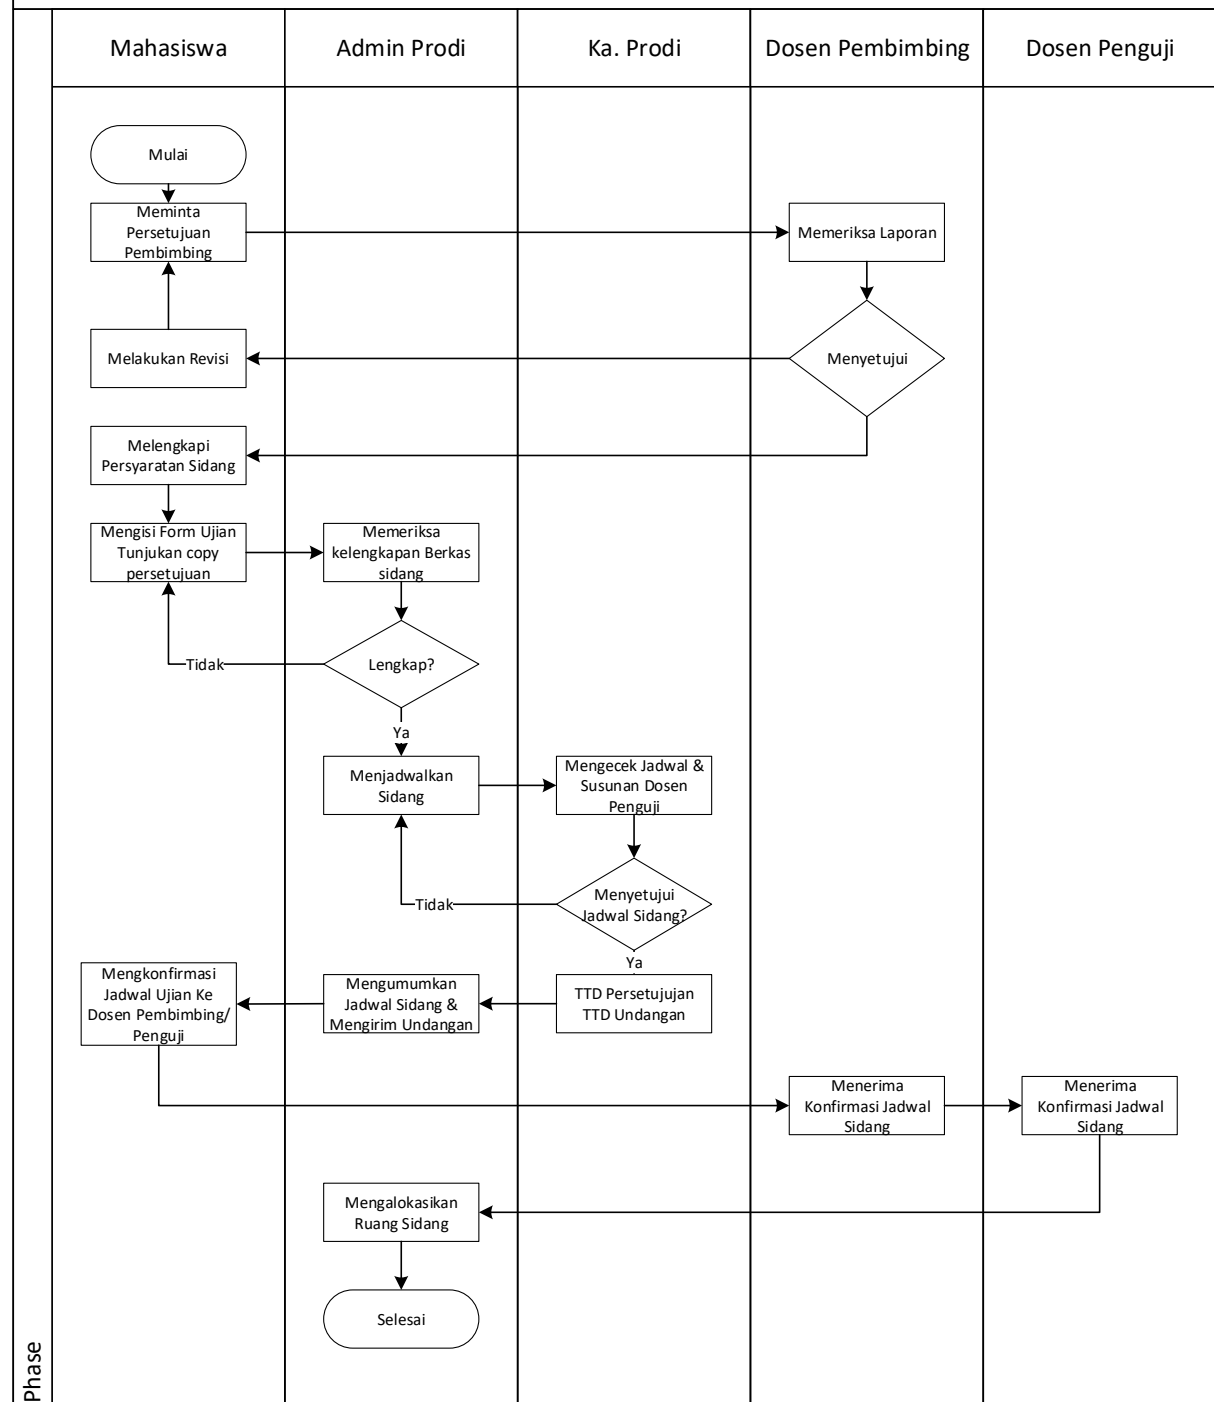 Mahasiswa
Admin Prodi
Ka. Prodi
Dosen Pembimbing
Dosen Penguji
Mulai
Meminta
Persetujuan
Pembimbing
Memeriksa Laporan
Melakukan Revisi
Menyetujui
Melengkapi
Persyaratan Sidang
Mengisi Form Ujian
Tunjukan copy
persetujuan
Memeriksa
kelengkapan Berkas
sidang
Tidak
Lengkap?
Ya
Menjadwalkan
Sidang
Mengecek Jadwal &
Susunan Dosen
Penguji
Tidak
Menyetujui
Jadwal Sidang?
Ya
Mengkonfirmasi
Jadwal Ujian Ke
Dosen Pembimbing/
Penguji
Mengumumkan
Jadwal Sidang &
Mengirim Undangan
TTD Persetujujan
TTD Undangan
Menerima
Konfirmasi Jadwal
Sidang
Menerima
Konfirmasi Jadwal
Sidang
Mengalokasikan
Ruang Sidang
Selesai
Phase